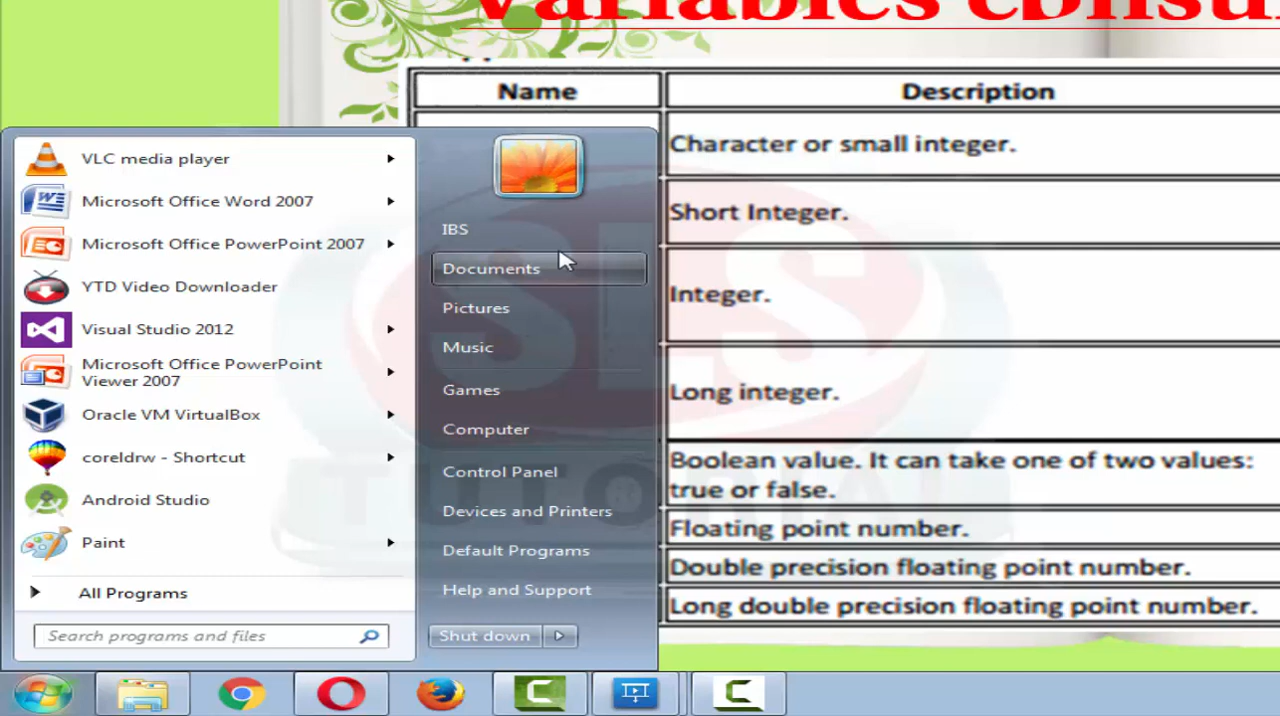 Variables
Name
Description
Character or small integer.
Short Integer.
Integer.
Long integer.
Boolean value. It can take one of two values:
true or false.
Floating point number.
Double precision floating point number.
Long double precision floating point number.
SLS
TUTORIAL
VLC media player
Microsoft Office Word 2007
Microsoft Office PowerPoint 2007
YTD Video Downloader
Visual Studio 2012
Microsoft Office PowerPoint
Viewer 2007
Oracle VM VirtualBox
coreldrw - Shortcut
Android Studio
Paint
All Programs
Search programs and files
IBS
Documents
Pictures
Music
Games
Computer
Control Panel
Devices and Printers
Default Programs
Help and Support
Shut down